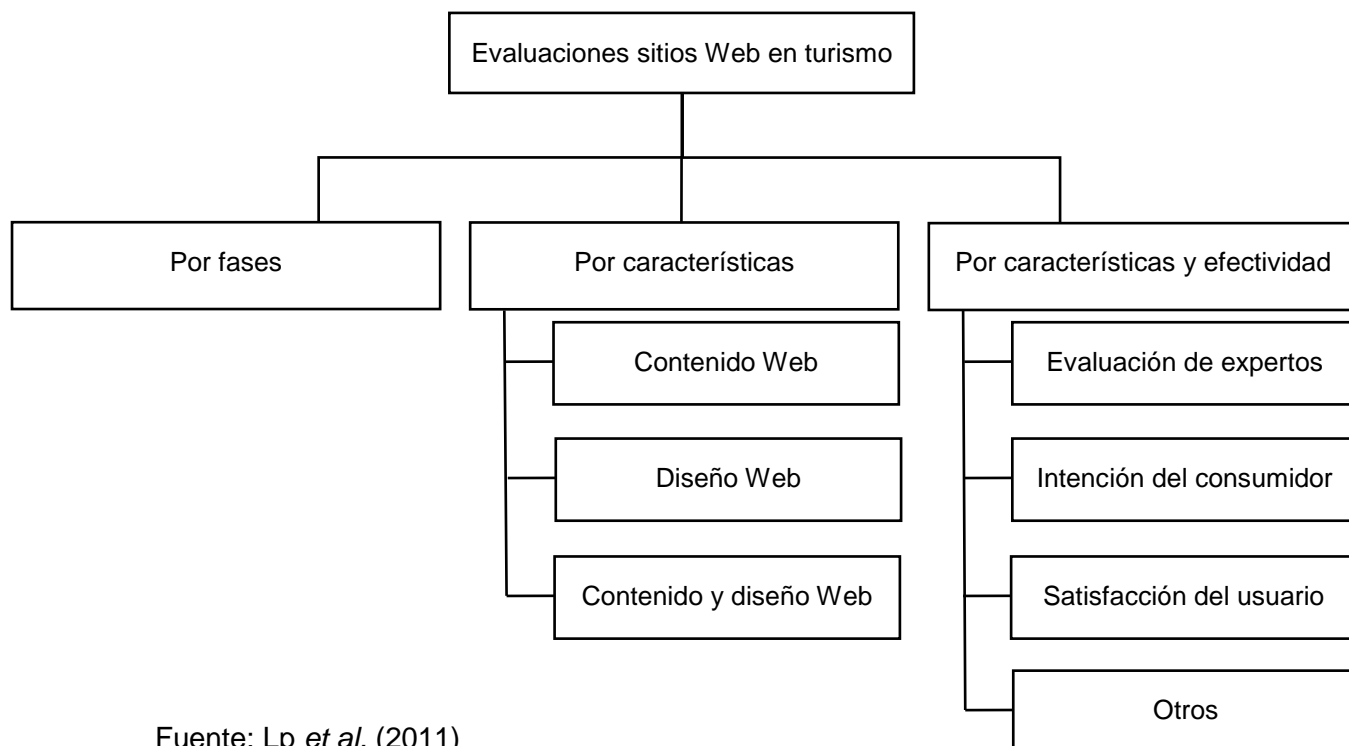 Evaluaciones sitios Web en turismo
Por fases
Por características
Por características y efectividad
Contenido Web
Evaluación de expertos
Diseño Web
Intención del consumidor
Contenido y diseño Web
Satisfacción del usuario
Otros
Fuente: Lp et al. (2011)